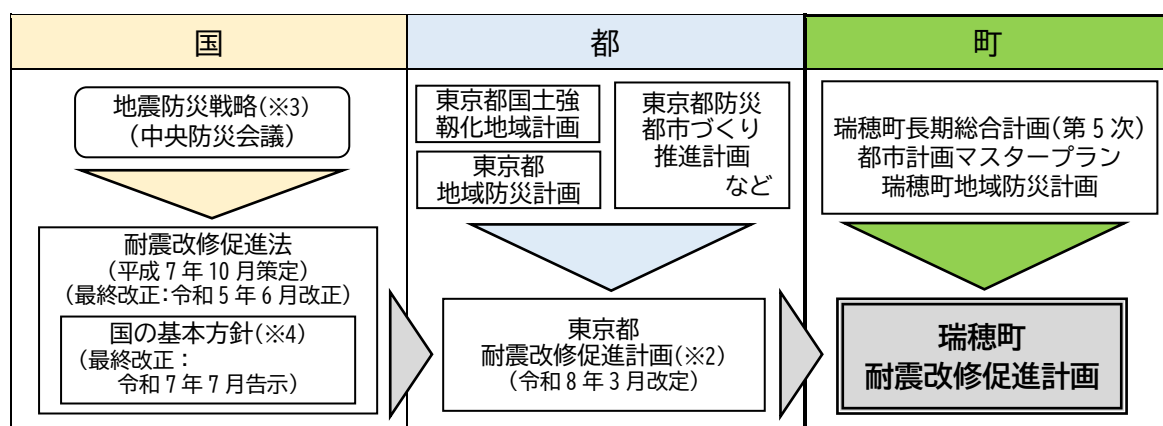 国
地震防災戦略(※3)
(中央防災会議)
耐震改修促進法
(平成7年10月策定)
(最終改正:令和5年6月改正)
国の基本方針(※4)
(最終改正:
令和7年7月告示)
都
東京都国土強
靱化地域計画
東京都
地域防災計画
東京都防災
都市づくり
推進計画
など
東京都
耐震改修促進計画(※2)
(令和8年3月改定)
町
瑞穂町長期総合計画(第5次)
都市計画マスタープラン
瑞穂町地域防災計画
瑞穂町
耐震改修促進計画